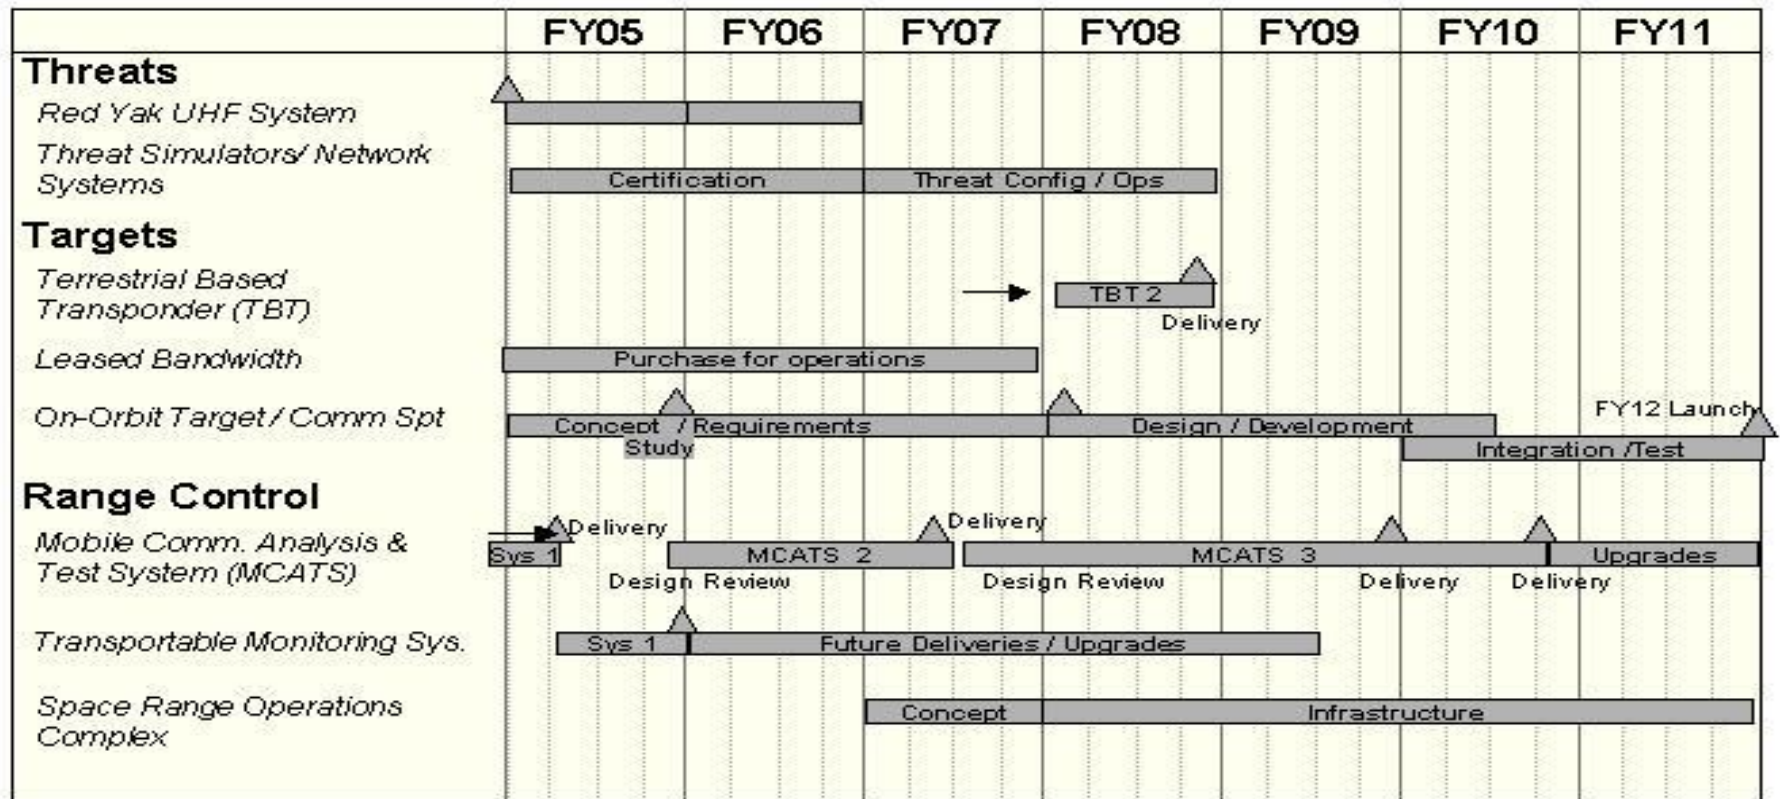 FY05 FY06 FY07 FY08 FY09 FY10 FY11
Threats
Red Yak UHF System
Threat Simulators/ Network
Systems
Certification
Threat Config / Ops
Targets
Terrestrial Based
Transponder (TBT)
TBT 2
Delivery
Leased Bandwidth
Purchase for operations
On-Orbit Target / Comm Spt
Concept / Requirements
Study
Design / Development
FY12 Launch
Integration /Test
Range Control
Mobile Comm. Analysis &
Test System (MCATS)
Delivery
Delivery
Sys 1
MCATS 2
MCATS 3
Upgrades
Design Review
Design Review
Delivery
Delivery
Transportable Monitoring Sys.
Sys 1
Future Deliveries / Upgrades
Space Range Operations
Complex
Concept
Infrastructure